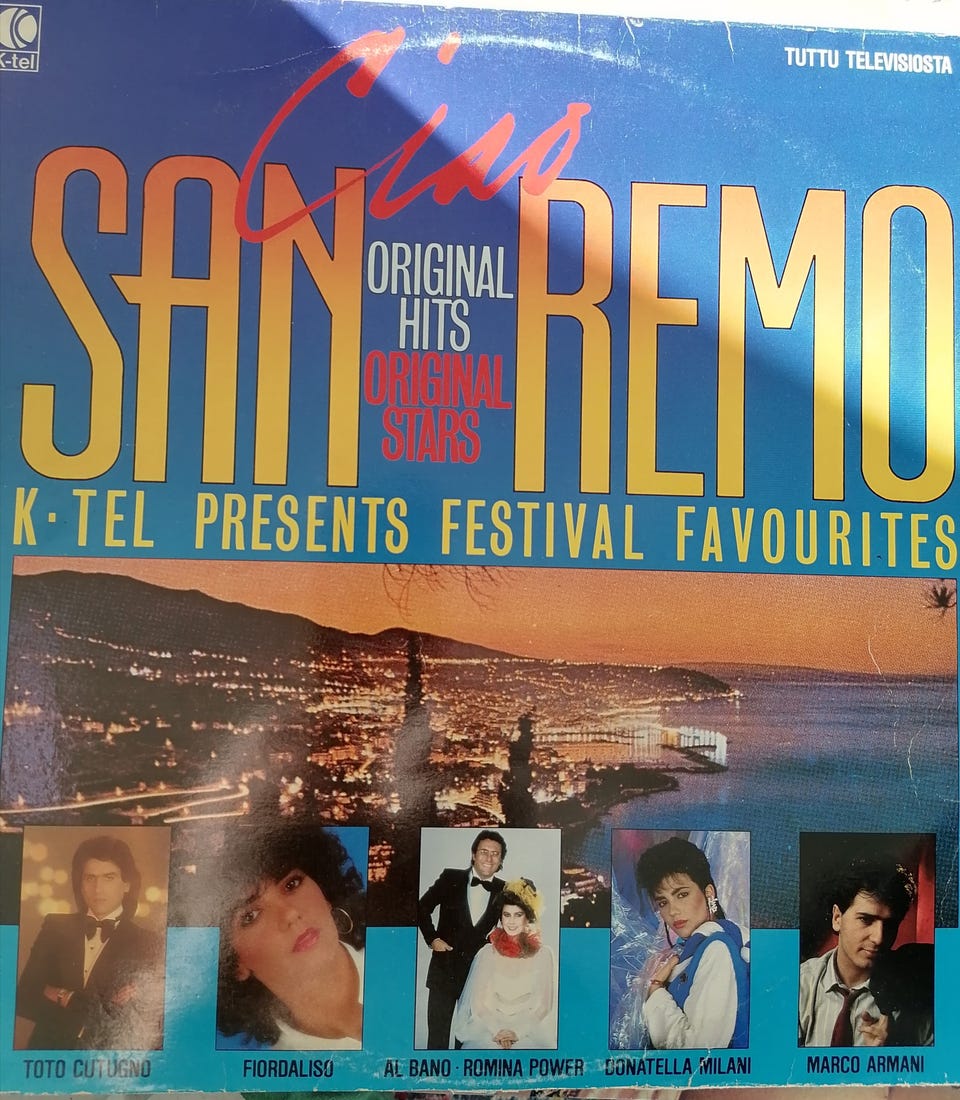 K-tel
TUTTU TELEVISIOSTA
Ciao
SAN REMO
ORIGINAL
HITS
ORIGINAL
STARS
K·TEL PRESENTS FESTIVAL FAVOURITES
TOTO CUTUGNO
FIORDALISO
AL BANO · ROMINA POWER
DONATELLA MILANI
MARCO ARMANI